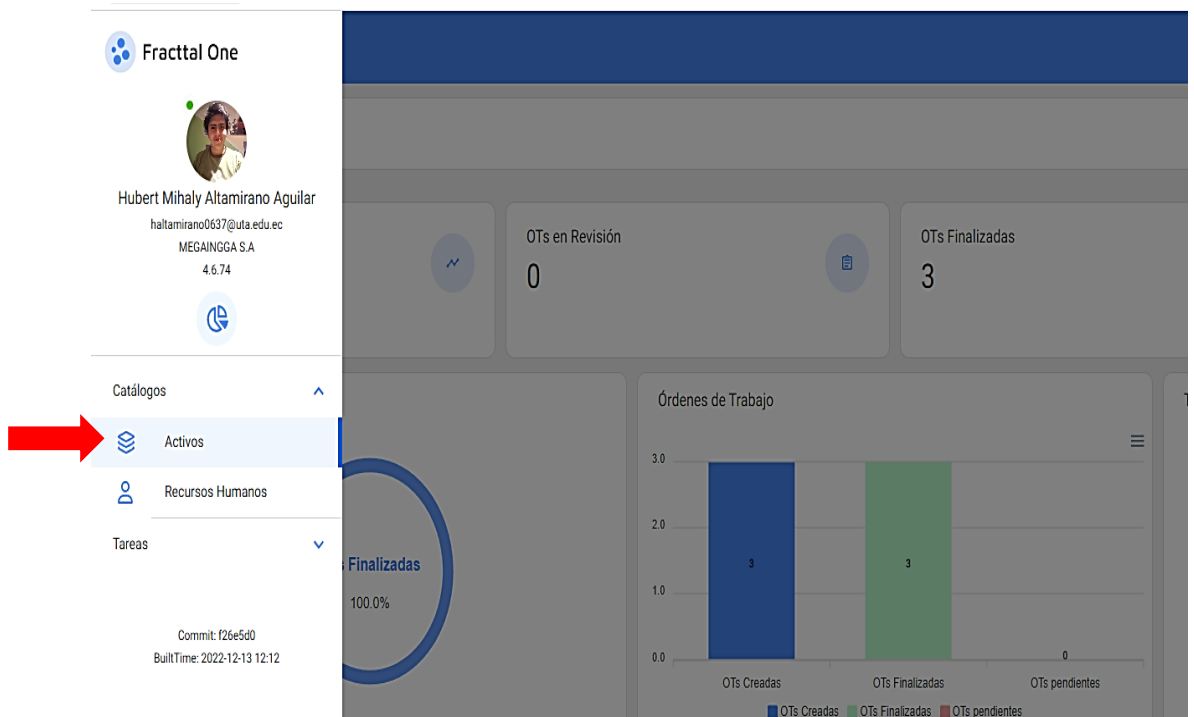 Fracttal One
Hubert Mihaly Altamirano Aguilar
haltamirano0637@uta.edu.ec
MEGAINGGA S.A
4.6.74
Catálogos
Activos
Recursos Humanos
Tareas
Commit: f26e5d0
BuiltTime: 2022-12-13 12:12
OTs en Revisión
0
OTs Finalizadas
3
Finalizadas
100.0%
Órdenes de Trabajo
3.0
2.0
1.0
0.0
3
3
0
OTs Creadas
OTs Finalizadas
OTs pendientes
OTs Creadas OTs Finalizadas OTs pendientes